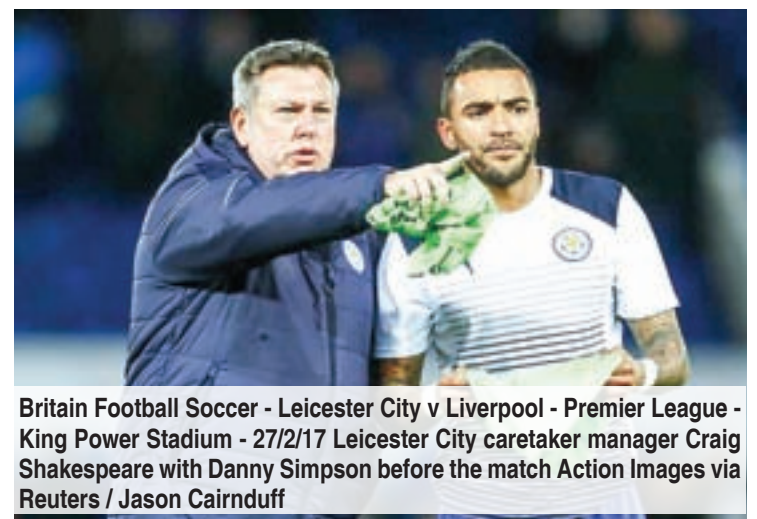 Britain Football Soccer - Leicester City v Liverpool - Premier League -
King Power Stadium - 27/2/17 Leicester City caretaker manager Craig
Shakespeare with Danny Simpson before the match Action Images via
Reuters / Jason Cairnduff